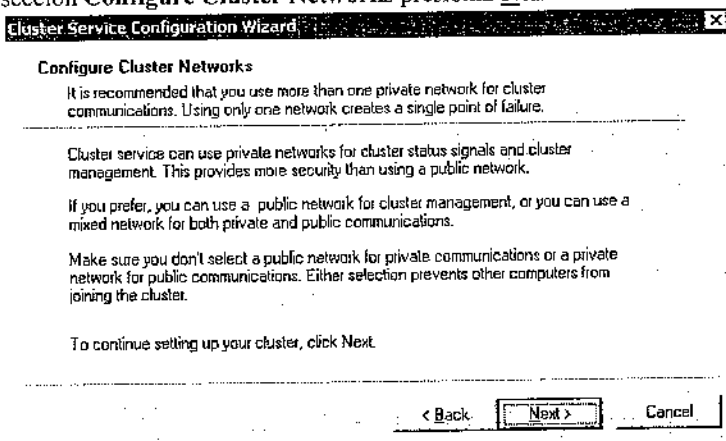 sección Configure Cluster Networks
Cluster Service Configuration Wizard
Configure Cluster Networks
It is recommended that you use more than one private network for cluster
communications. Using only one network creates a single point of failure.
Cluster service can use private networks for cluster status signals and cluster
management. This provides more security than using a public network.
If you prefer, you can use a public network for cluster management, or you can use a
mixed network for both private and public communications.
Make sure you don't select a public network for private communications or a private
network for public communications. Either selection prevents other computers from
joining the cluster.
To continue setting up your cluster, click Next.
< Back
Next >
Cancel